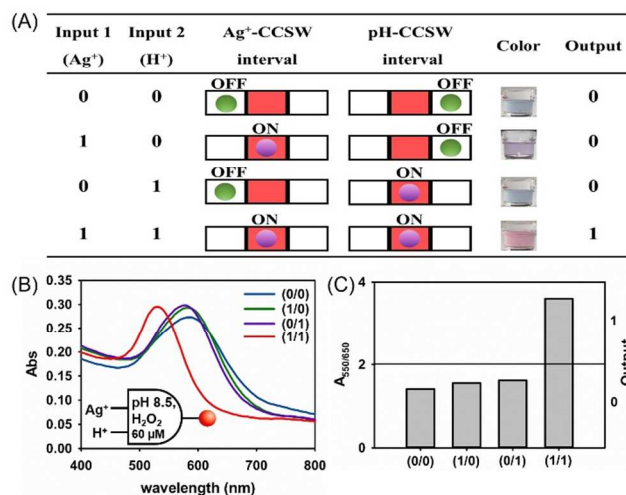 (A)
Input 1 Input 2 Ag⁺-CCSW pH-CCSW Color Output
(Ag⁺) (H⁺) interval interval
OFF OFF
0 0 0
ON OFF
1 0 0
OFF ON
0 1 0
ON ON
1 1 1
(B)
0.35
0.30
0.25
0.20
0.15
0.10
0.05
0.00
Abs
(0/0)
(1/0)
(0/1)
(1/1)
Ag⁺
H⁺
pH 8.5,
H₂O₂
60 μM
400 500 600 700 800
wavelength (nm)
(C)
4
2
0
A₅₅₀/₆₅₀
1
0
Output
(0/0) (1/0) (0/1) (1/1)